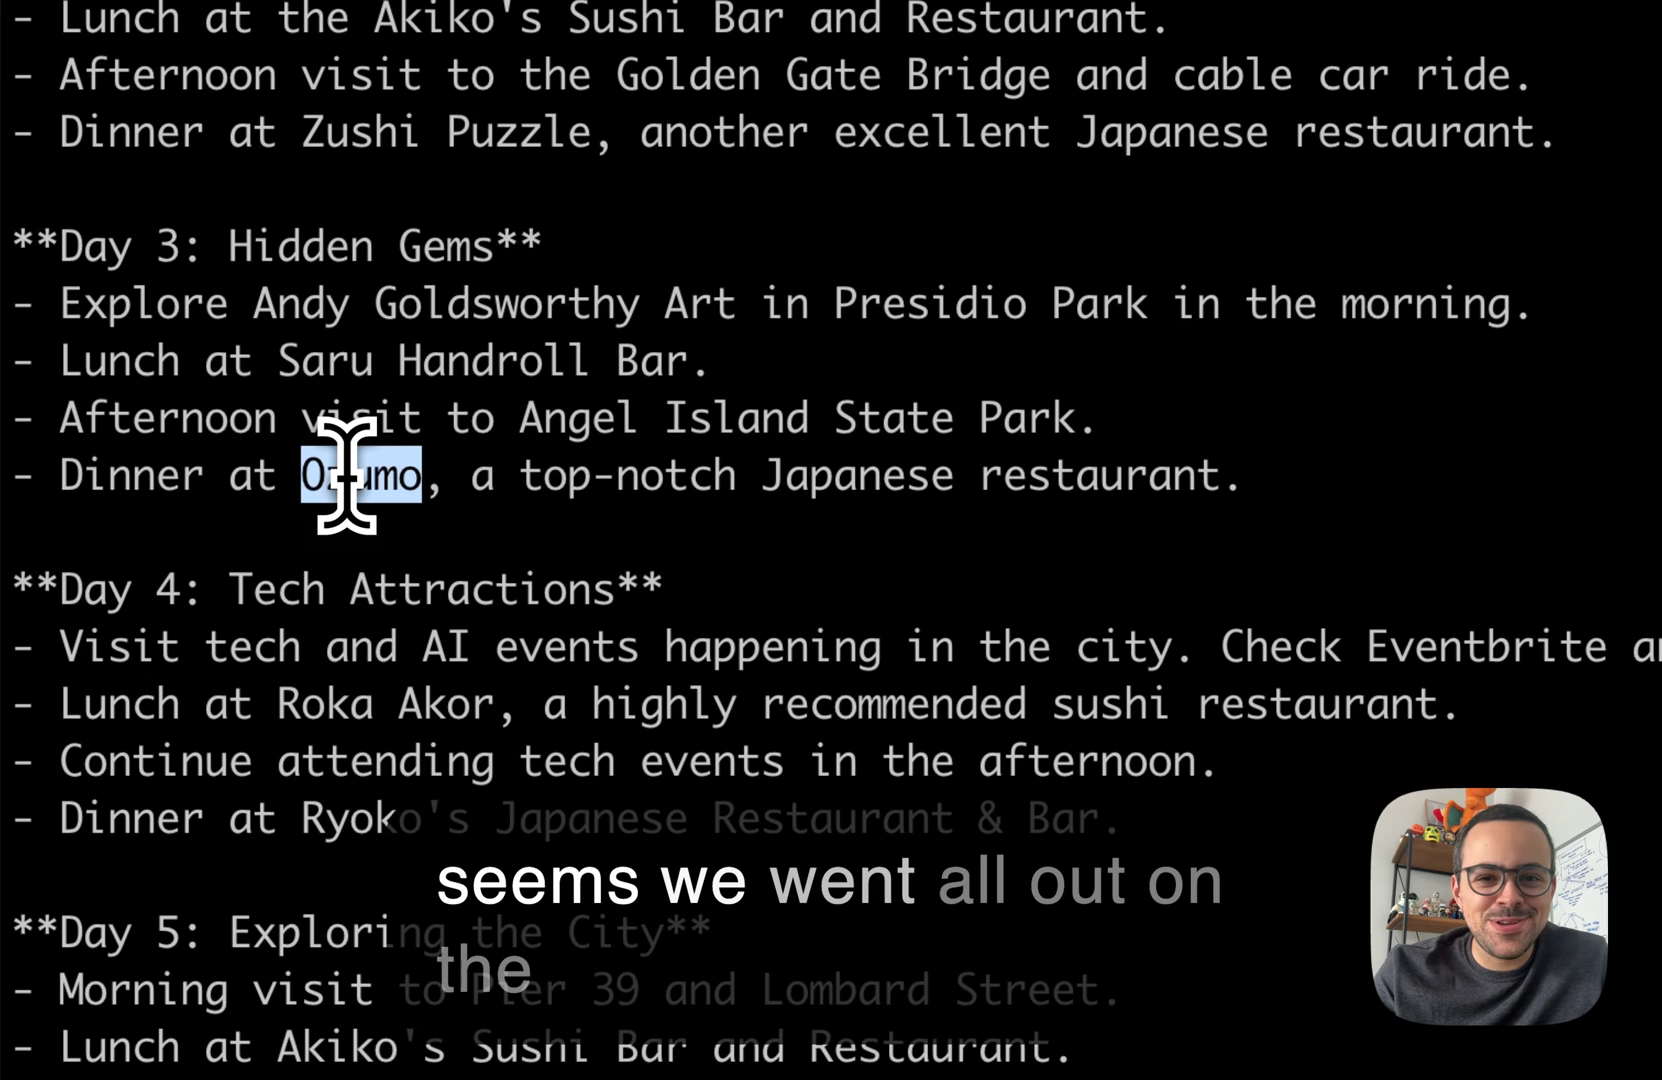 - Lunch at the Akiko's Sushi Bar and Restaurant.
- Afternoon visit to the Golden Gate Bridge and cable car ride.
- Dinner at Zushi Puzzle, another excellent Japanese restaurant.
**Day 3: Hidden Gems**
- Explore Andy Goldsworthy Art in Presidio Park in the morning.
- Lunch at Saru Handroll Bar.
- Afternoon visit to Angel Island State Park.
- Dinner at Ozumo, a top-notch Japanese restaurant.
**Day 4: Tech Attractions**
- Visit tech and AI events happening in the city. Check Eventbrite
- Lunch at Roka Akor, a highly recommended sushi restaurant.
- Continue attending tech events in the afternoon.
- Dinner at Ryoko's Japanese Restaurant & Bar.
seems we went all out on
the
**Day 5: Exploring the City**
- Morning visit to Pier 39 and Lombard Street.
- Lunch at Akiko's Sushi Bar and Restaurant.